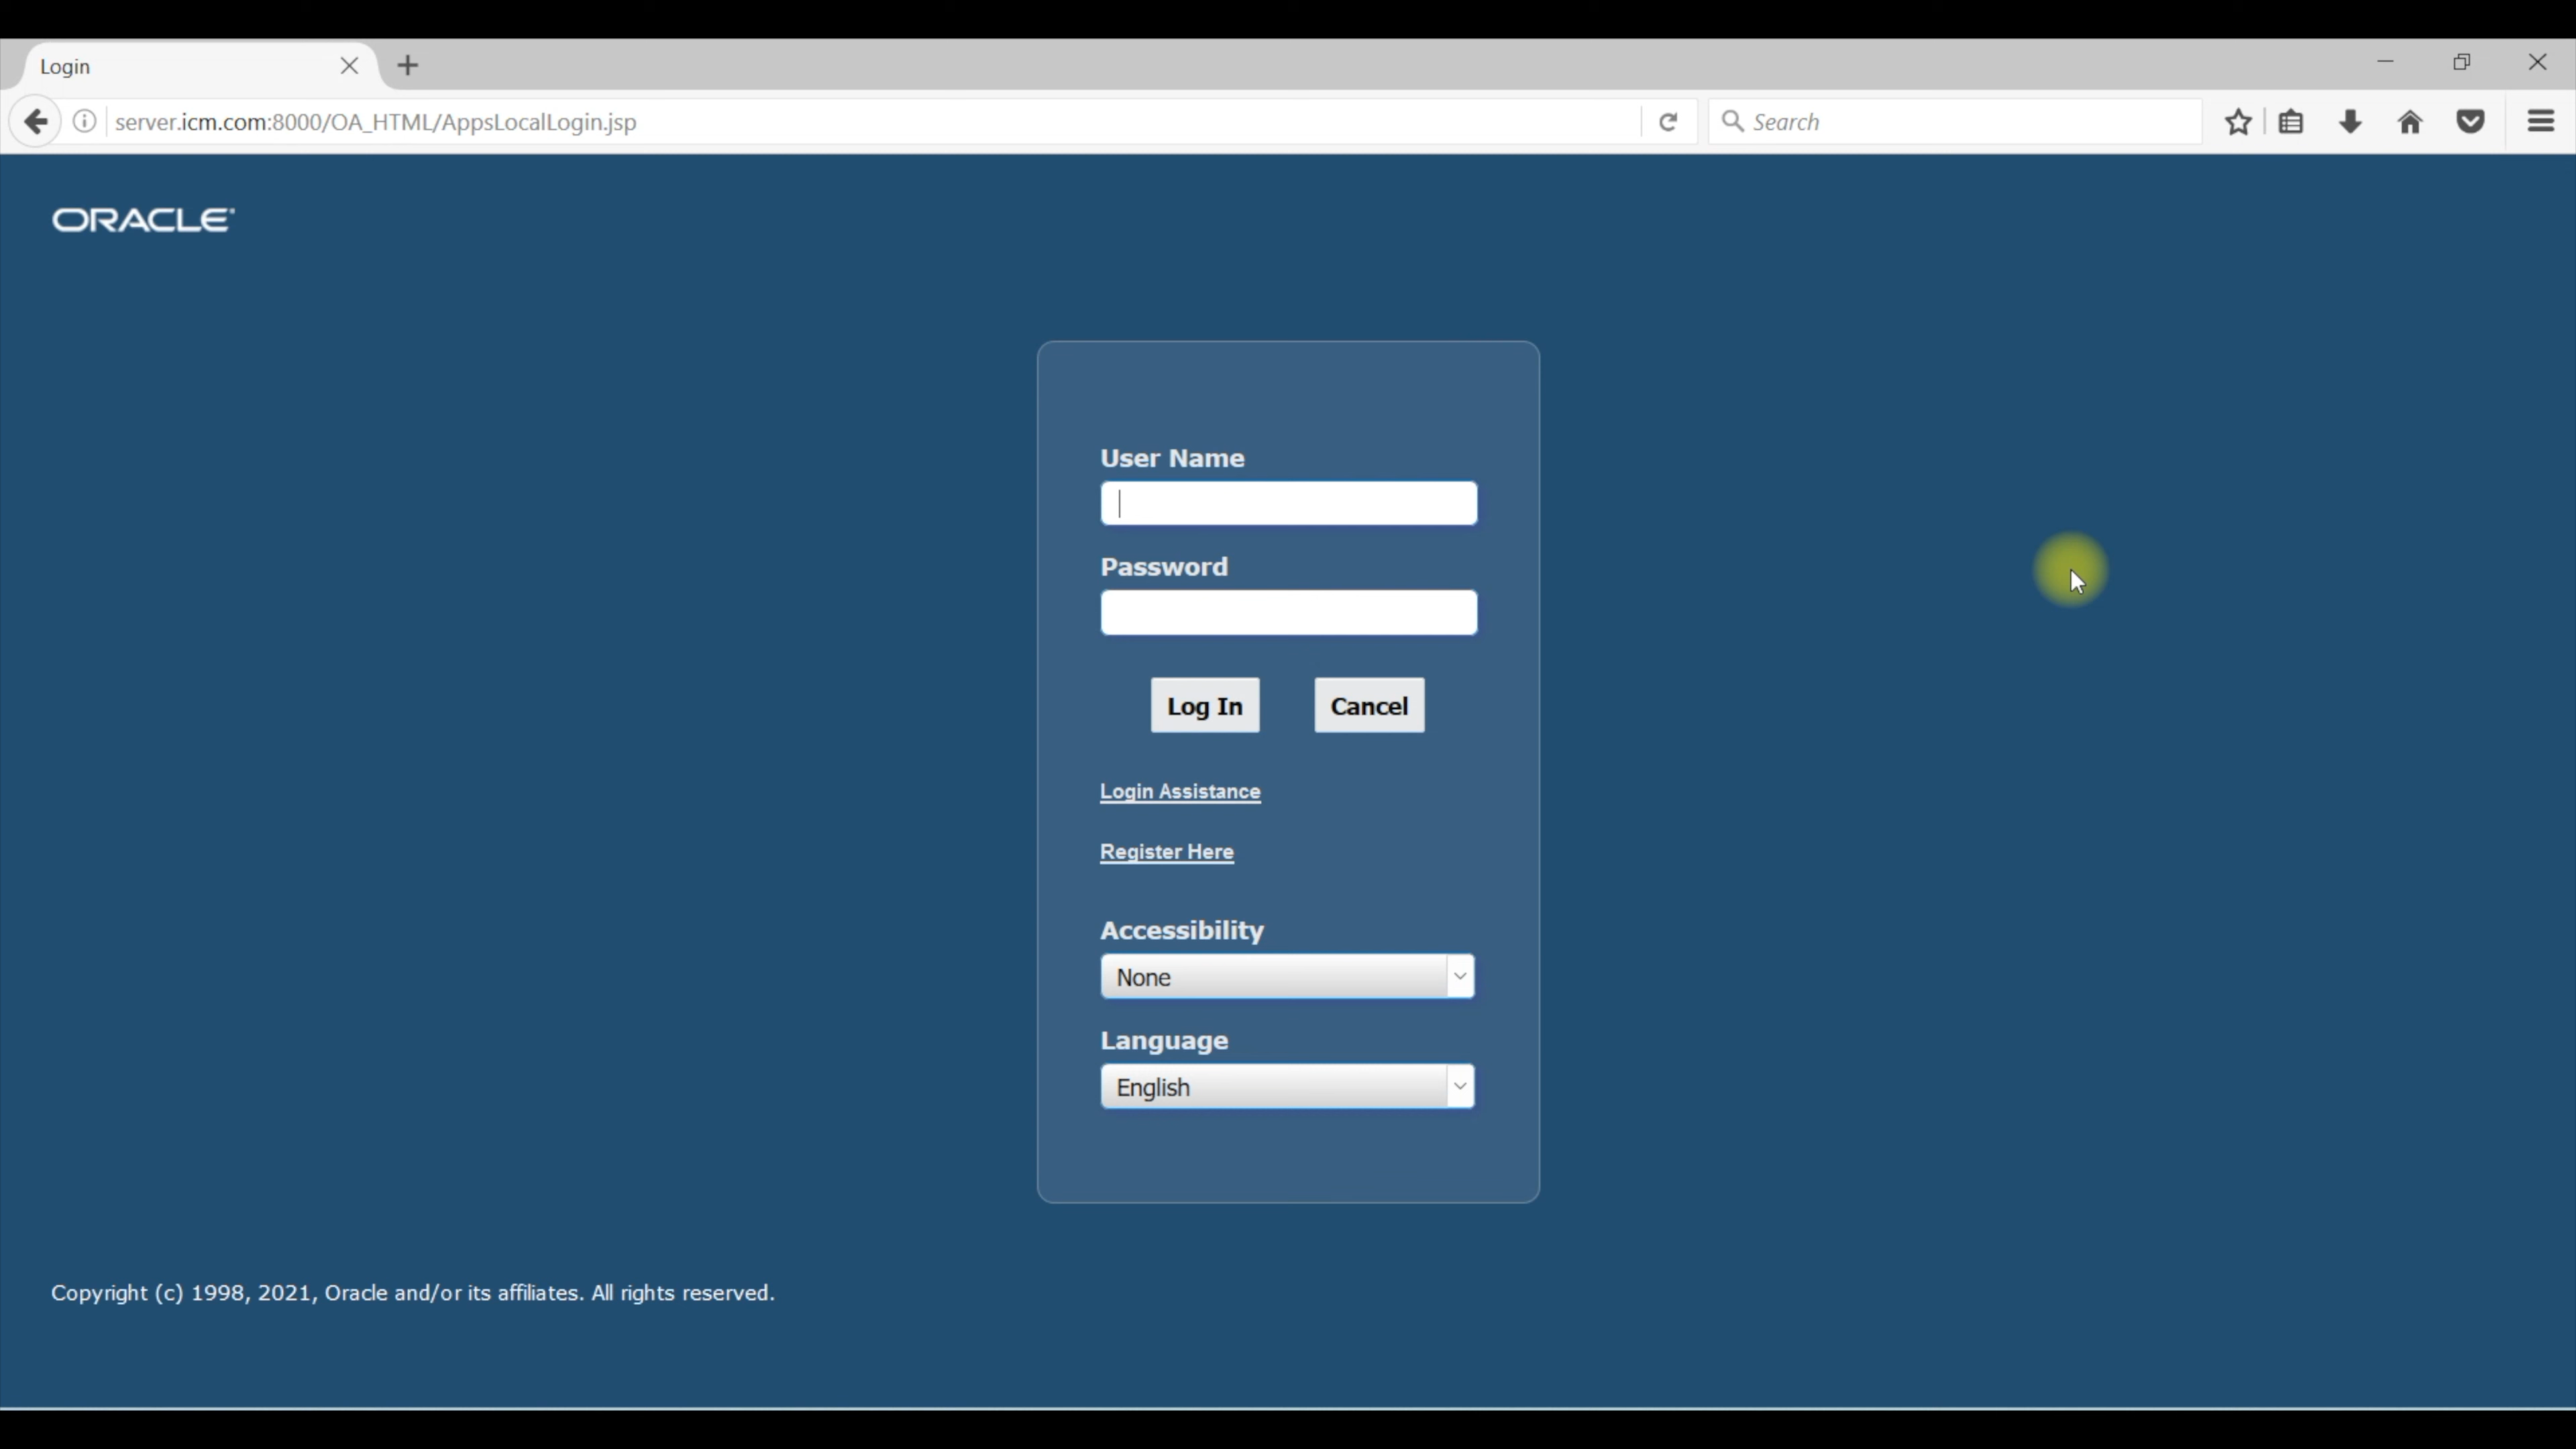 Login
server.icm.com:8000/OA_HTML/AppsLocalLogin.jsp
Search
ORACLE
User Name
Password
Log In Cancel
Login Assistance
Register Here
Accessibility
None
Language
English
Copyright (c) 1998, 2021, Oracle and/or its affiliates. All rights reserved.